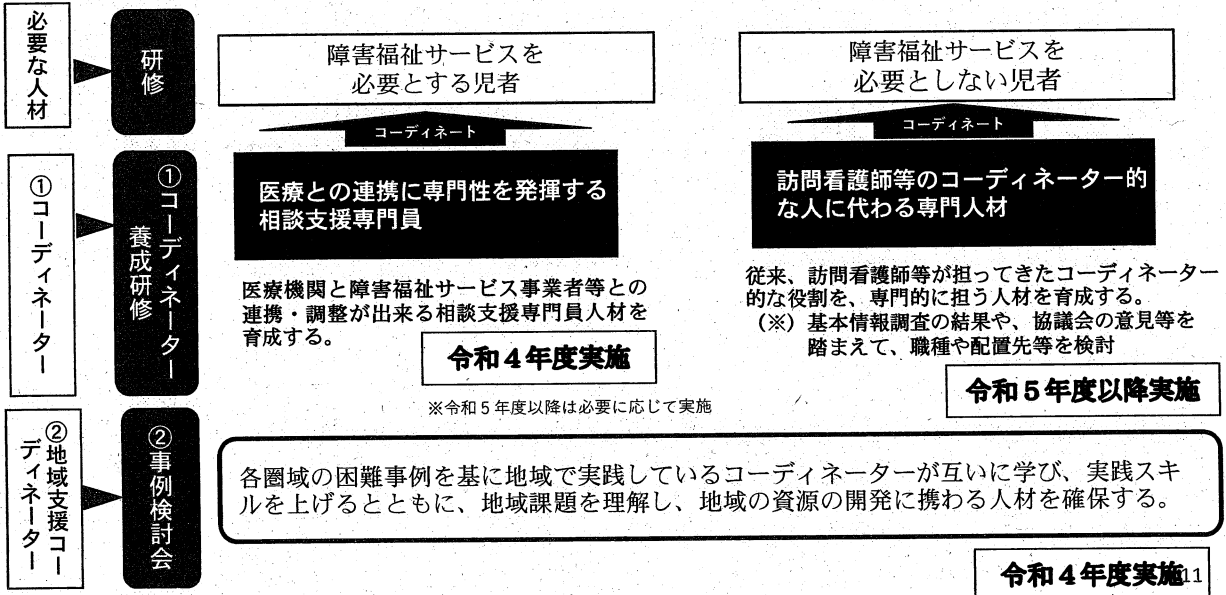 必要な人材
研修
障害福祉サービスを
必要とする児者
コーディネート
医療との連携に専門性を発揮する
相談支援専門員
医療機関と障害福祉サービス事業者等との
連携・調整が出来る相談支援専門員人材を
育成する。
令和4年度実施
※令和5年度以降は必要に応じて実施
障害福祉サービスを
必要としない児者
コーディネート
訪問看護師等のコーディネーター的
な人に代わる専門人材
従来、訪問看護師等が担ってきたコーディネーター
的な役割を、専門的に担う人材を育成する。
(※)基本情報調査の結果や、協議会の意見等を
踏まえて、職種や配置先等を検討
令和5年度以降実施
①コーディネーター
①コーディネーター
養成研修
②地域支援コー
ディネーター
②事例検討会
各圏域の困難事例を基に地域で実践しているコーディネーターが互いに学び、実践スキ
ルを上げるとともに、地域課題を理解し、地域の資源の開発に携わる人材を確保する。
令和4年度実施
11